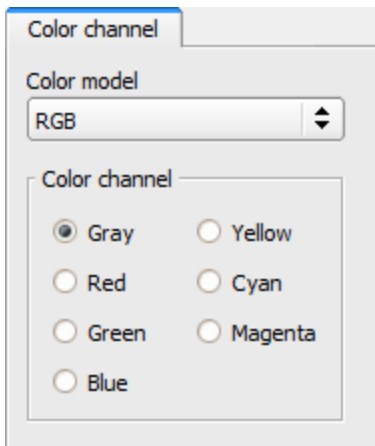 Color channel
Color model
RGB
Color channel
Gray Yellow
Red Cyan
Green Magenta
Blue